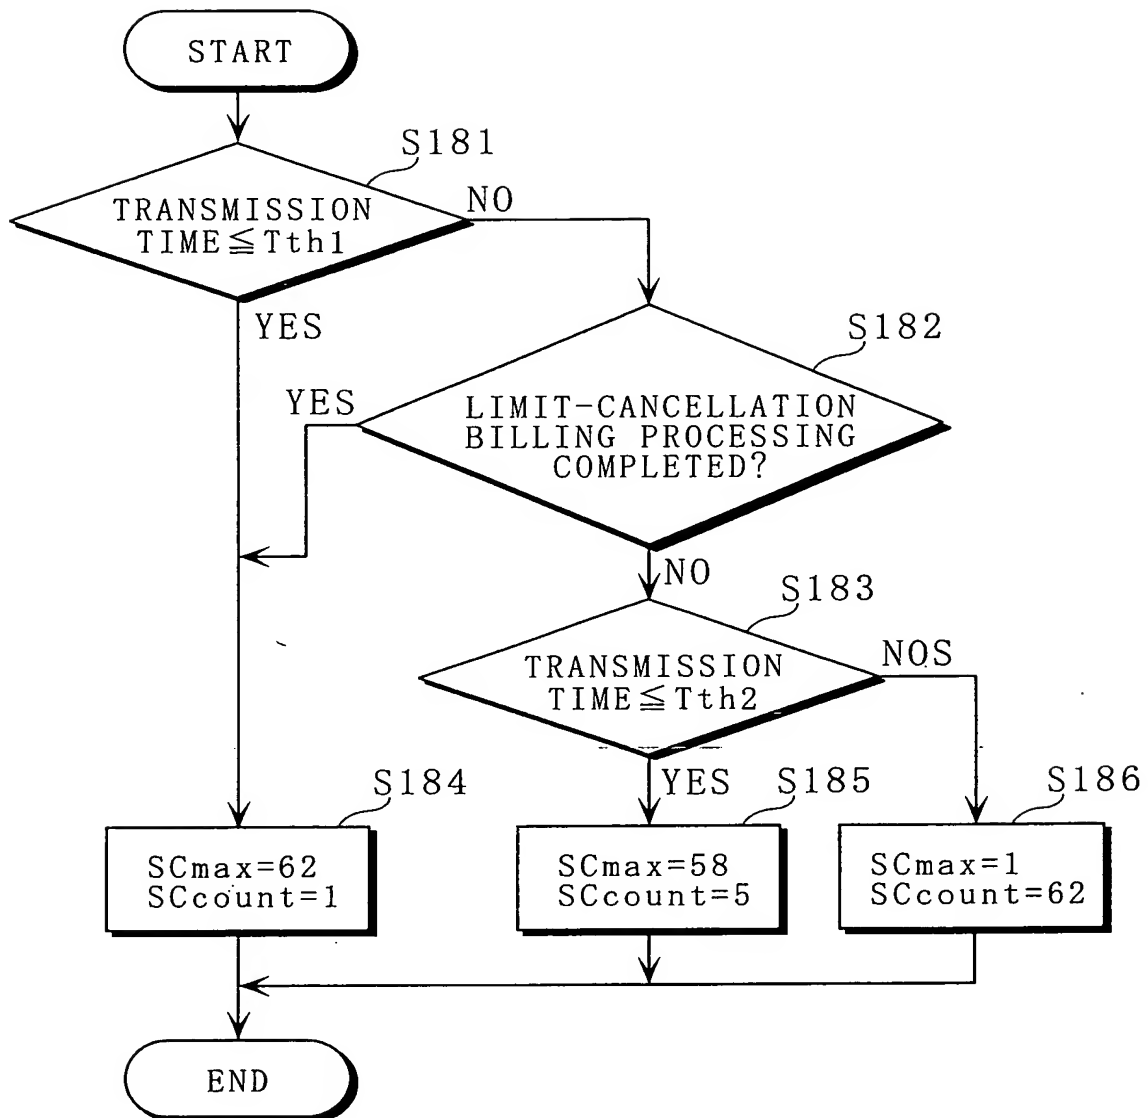 START
S181
TRANSMISSION
TIME≦Tth1
NO
YES
S182
YES
LIMIT-CANCELLATION
BILLING PROCESSING
COMPLETED?
NO
S183
TRANSMISSION
TIME≦Tth2
NOS
YES
S184
S185
S186
SCmax=62
SCcount=1
SCmax=58
SCcount=5
SCmax=1
SCcount=62
END